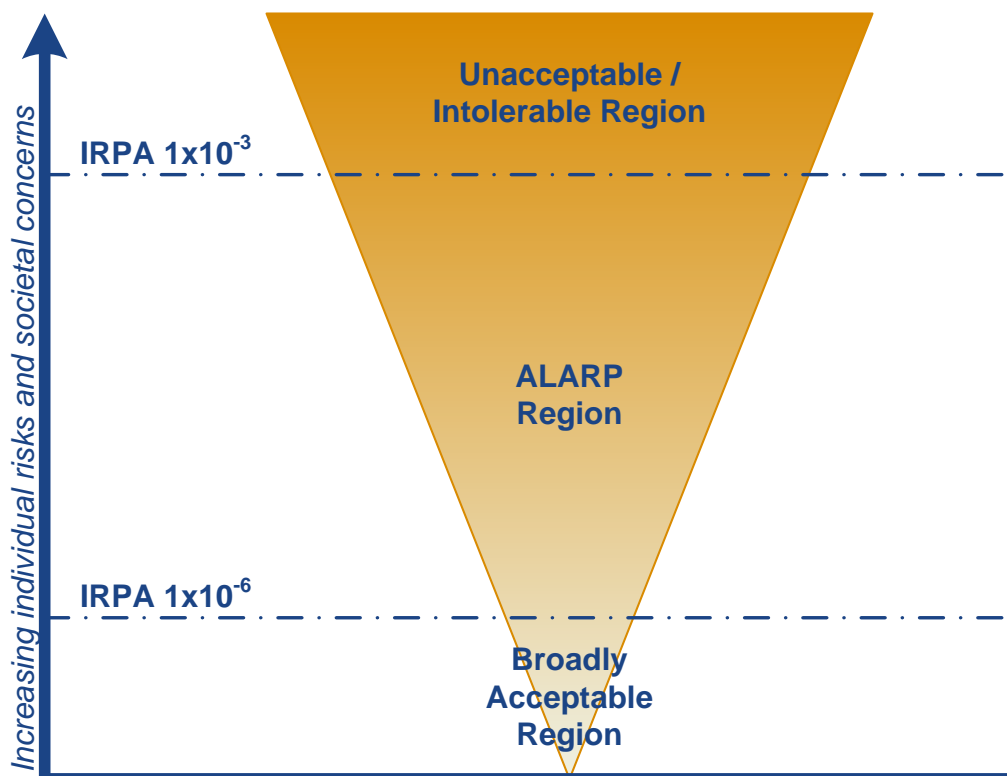 Unacceptable /
Intolerable Region
IRPA 1x10⁻³
ALARP
Region
IRPA 1x10⁻⁶
Broadly
Acceptable
Region
Increasing individual risks and societal concerns